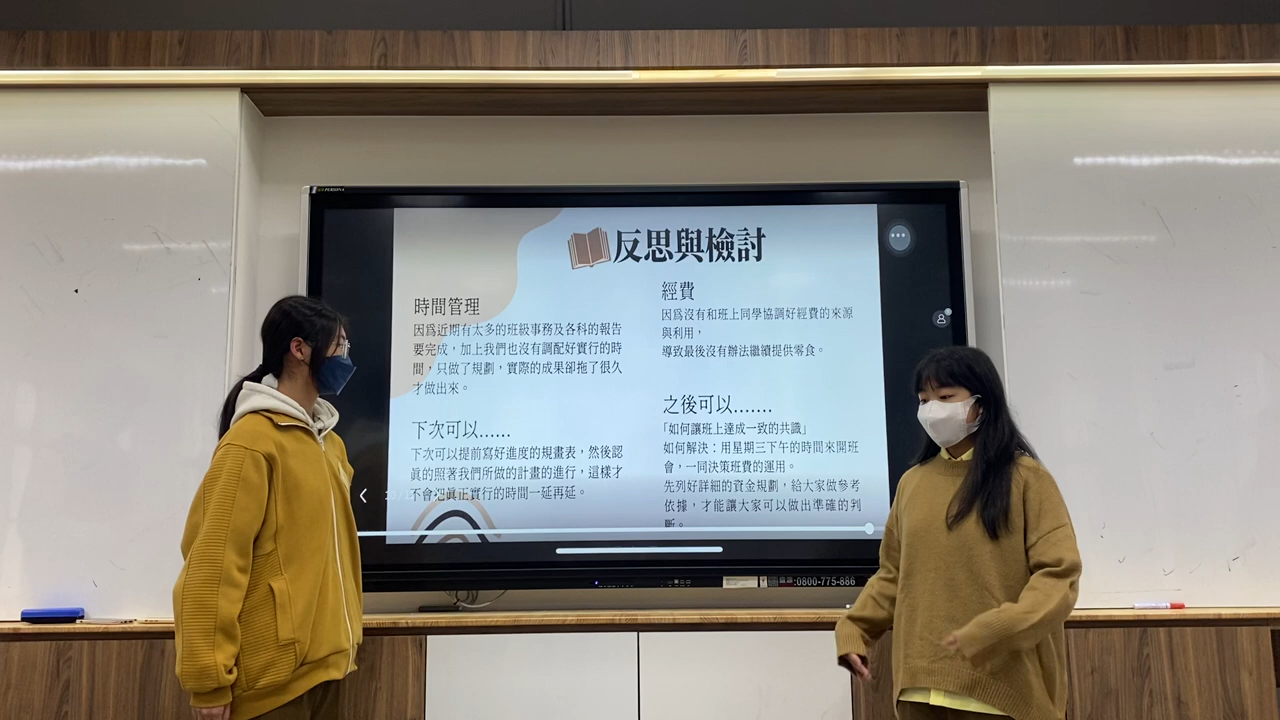 PERSONA
反思與檢討
時間管理
因為近期有太多的班級事務及各科的報告
要完成，加上我們也沒有調配好實行的時
間，只做了規劃，實際的成果卻拖了很久
才做出來。
下次可以......
下次可以提前寫好進度的規畫表，然後認
真的照著我們所做的計畫的進行，這樣才
不會把真正實行的時間一延再延。
經費
因為沒有和班上同學協調好經費的來源
與利用，
導致最後沒有辦法繼續提供零食。
之後可以.......
「如何讓班上達成一致的共識」
如何解決：用星期三下午的時間來開班
會，一同決策班費的運用。
先列好詳細的資金規劃，給大家做參考
依據，才能讓大家可以做出準確的判
斷。
:0800-775-886